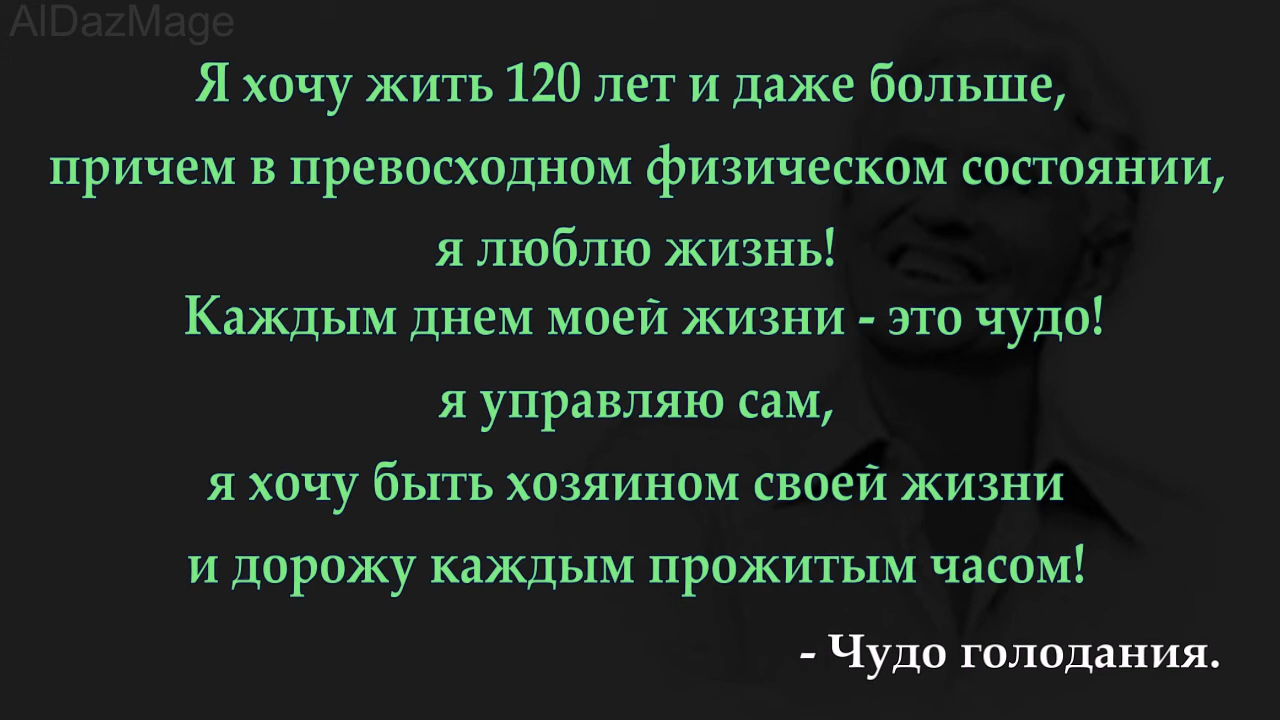 AlDazMage
Я хочу жить 120 лет и даже больше,
причем в превосходном физическом состоянии,
я люблю жизнь!
Каждым днем моей жизни - это чудо!
я управляю сам,
я хочу быть хозяином своей жизни
и дорожу каждым прожитым часом!
- Чудо голодания.